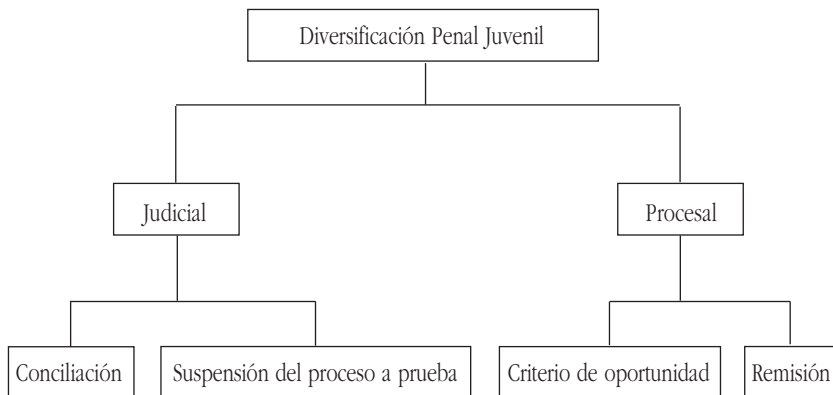 Diversificación Penal Juvenil
Judicial
Procesal
Conciliación
Suspensión del proceso a prueba
Criterio de oportunidad
Remisión